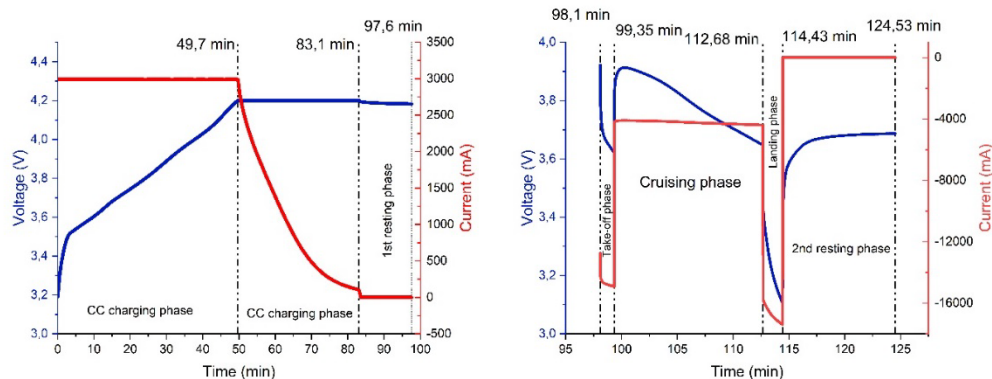 97,6 min
49,7 min
83,1 min
4,4
4,2
4,0
3,8
3,6
3,4
3,2
3,0
Voltage (V)
3500
3000
2500
2000
1500
1000
500
0
-500
Current (mA)
CC charging phase
CC charging phase
1st resting phase
0 10 20 30 40 50 60 70 80 90 100
Time (min)
98,1 min
99,35 min
112,68 min
114,43 min
124,53 min
4,0
3,8
3,6
3,4
3,2
3,0
Voltage (V)
0
-4000
-8000
-12000
-16000
Current (mA)
Take-off phase
Cruising phase
Landing phase
2nd resting phase
95 100 105 110 115 120 125
Time (min)